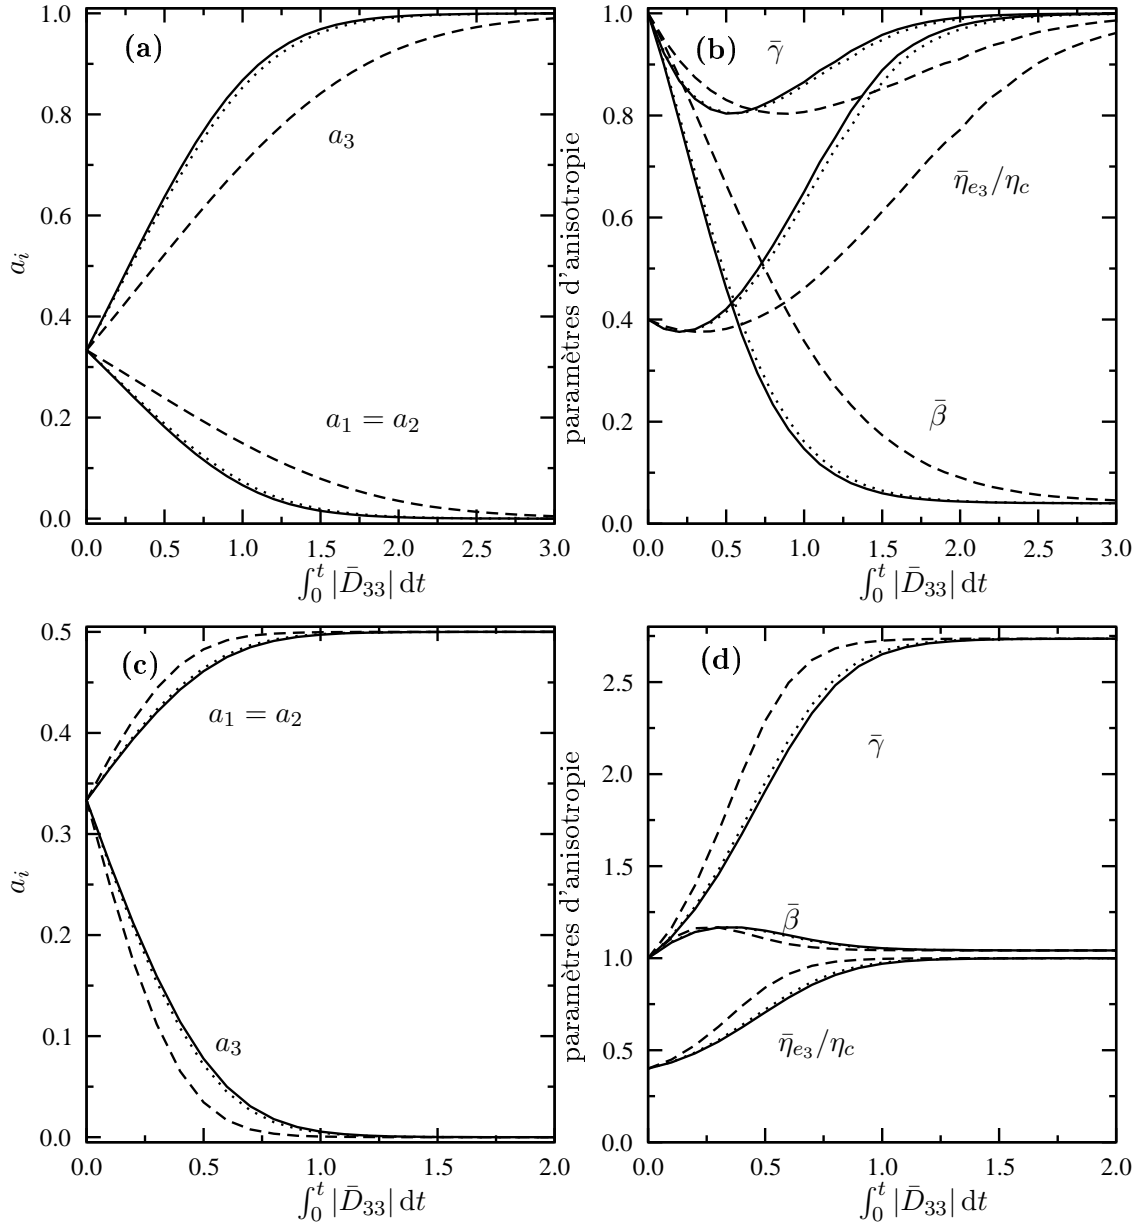 (a)
1.0
0.8
0.6
0.4
0.2
0.0
a_i
a_3
a_1 = a_2
0.0 0.5 1.0 1.5 2.0 2.5 3.0
∫_0^t |D̄_33| dt
(b)
1.0
0.8
0.6
0.4
0.2
0.0
paramètres d'anisotropie
γ̄
η̄_{e_3}/η_c
β̄
0.0 0.5 1.0 1.5 2.0 2.5 3.0
∫_0^t |D̄_33| dt
(c)
0.5
0.4
0.3
0.2
0.1
0.0
a_i
a_1 = a_2
a_3
0.0 0.5 1.0 1.5 2.0
∫_0^t |D̄_33| dt
(d)
2.5
2.0
1.5
1.0
0.5
0.0
paramètres d'anisotropie
γ̄
β̄
η̄_{e_3}/η_c
0.0 0.5 1.0 1.5 2.0
∫_0^t |D̄_33| dt